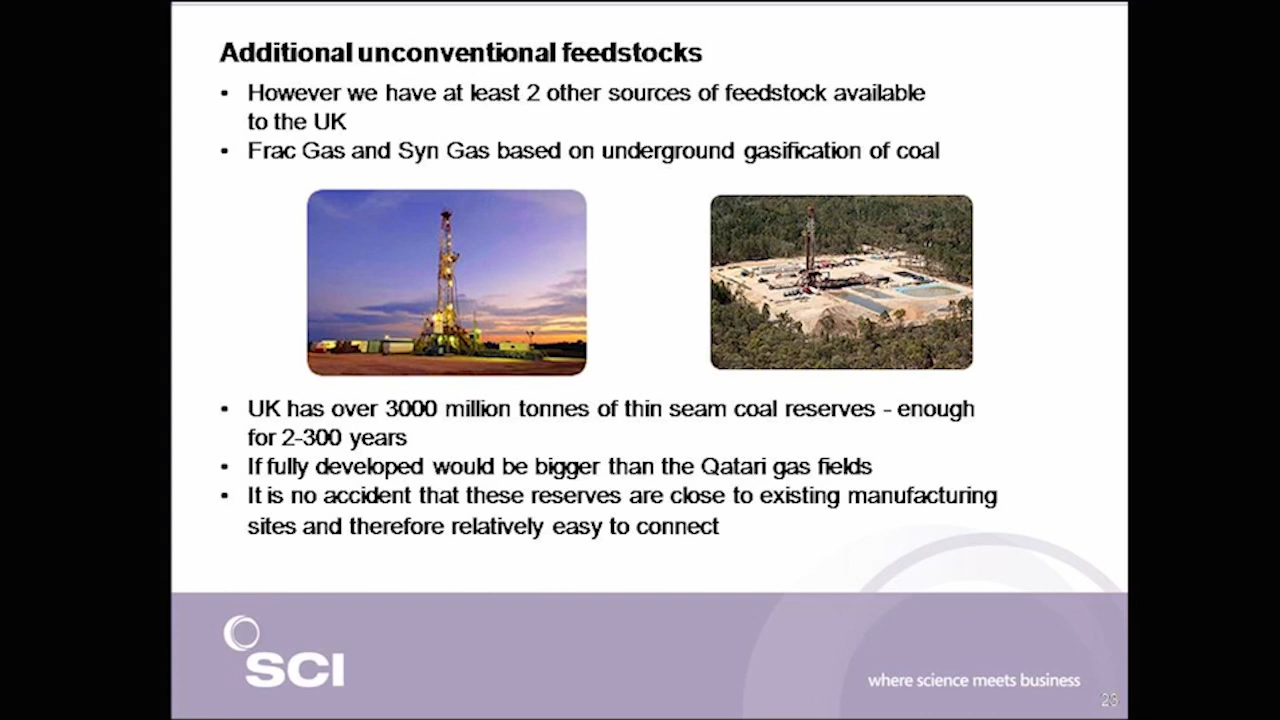 Additional unconventional feedstocks
• However we have at least 2 other sources of feedstock available
to the UK
• Frac Gas and Syn Gas based on underground gasification of coal
• UK has over 3000 million tonnes of thin seam coal reserves - enough
for 2-300 years
• If fully developed would be bigger than the Qatari gas fields
• It is no accident that these reserves are close to existing manufacturing
sites and therefore relatively easy to connect
SCI
where science meets business
23